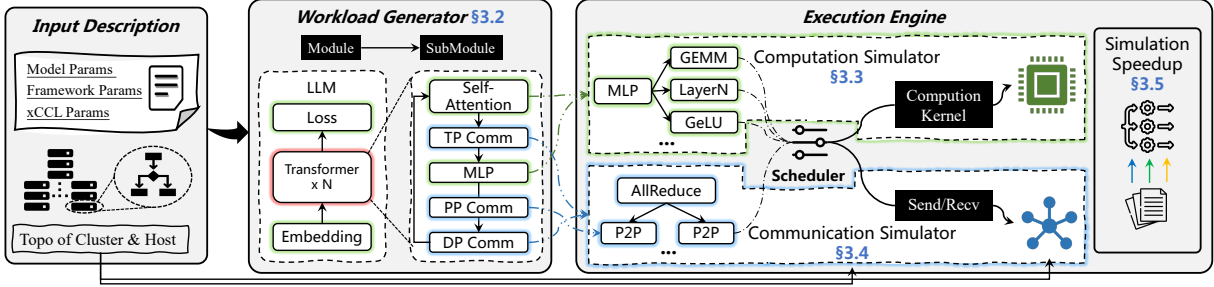 Input Description
Model Params
Framework Params
xCCL Params
Topo of Cluster & Host
Workload Generator §3.2
Module
SubModule
LLM
Loss
Transformer
x N
Embedding
Self-
Attention
TP Comm
MLP
PP Comm
DP Comm
Execution Engine
MLP
GEMM
LayerN
GeLU
...
Computation Simulator
§3.3
Scheduler
Compution
Kernel
AllReduce
P2P
P2P
...
Send/Recv
Communication Simulator
§3.4
Simulation
Speedup
§3.5